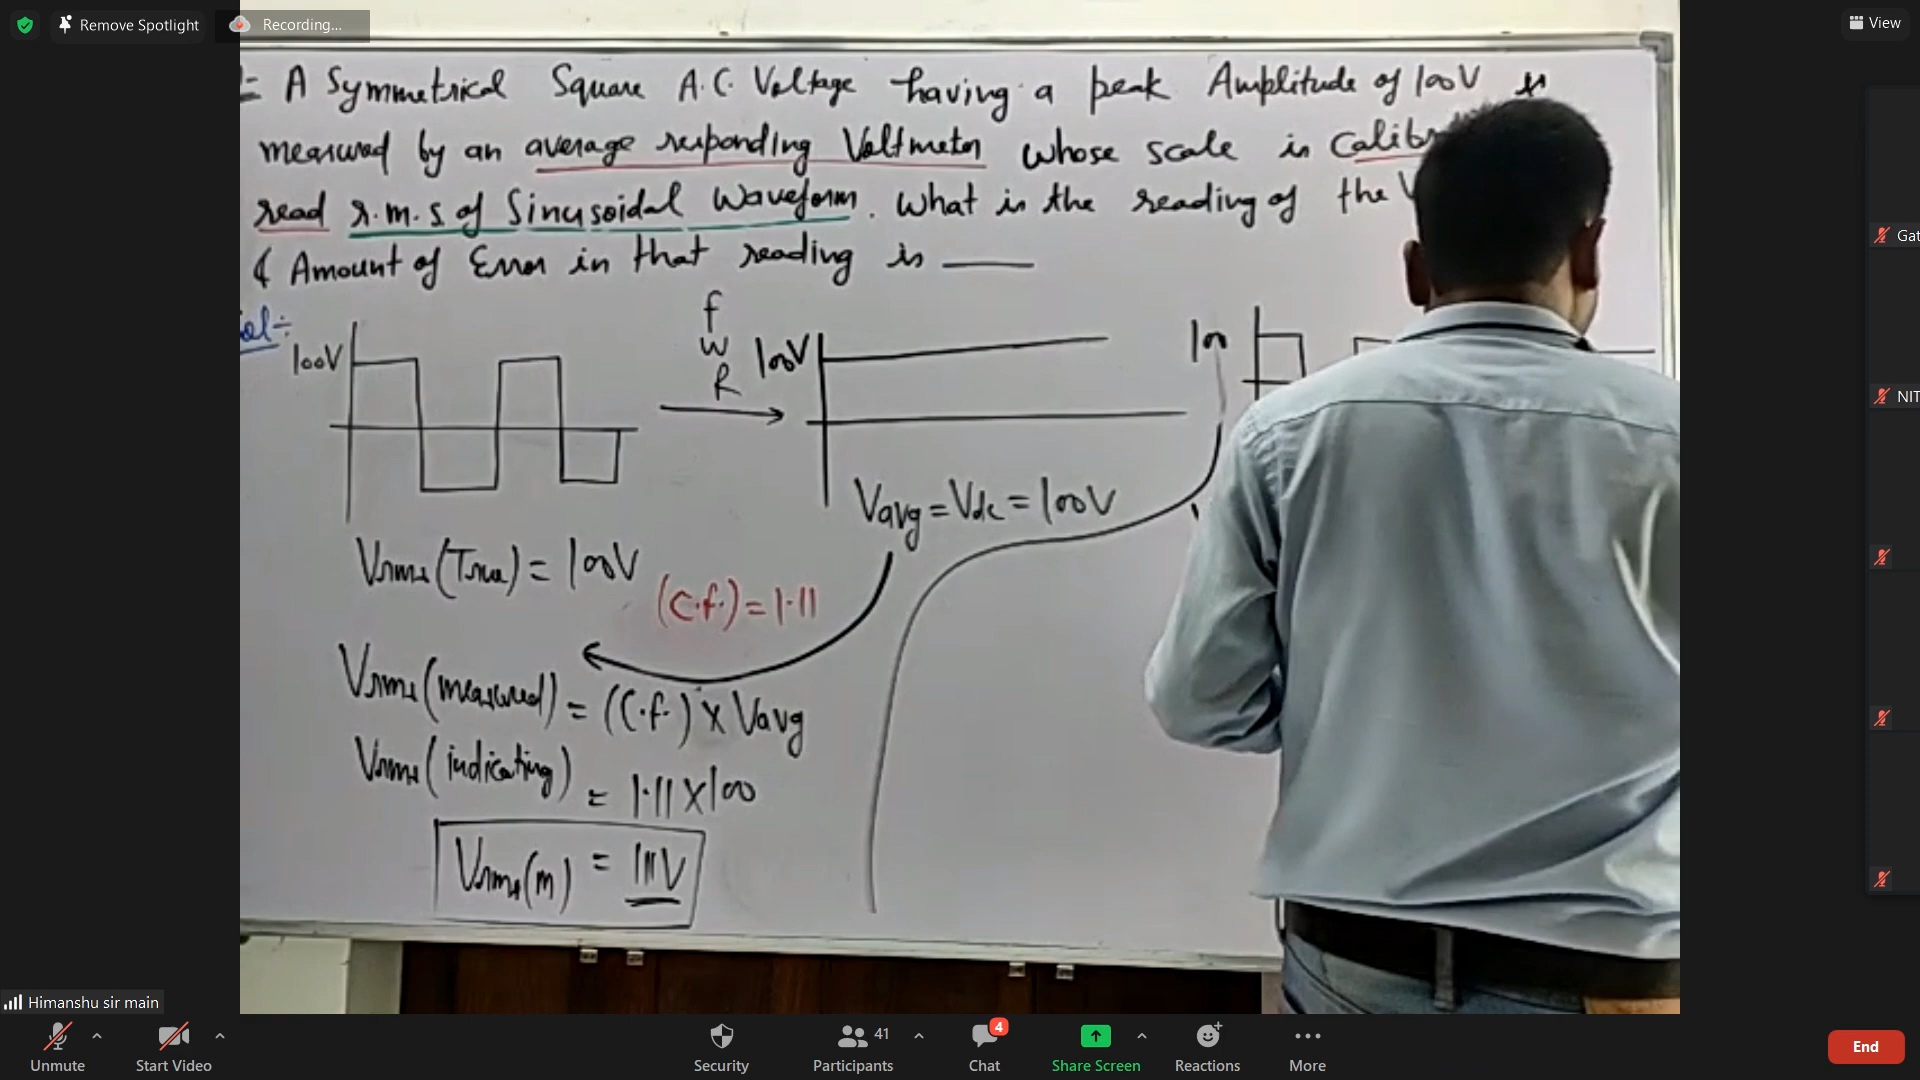 Remove Spotlight
Recording...
View
A Symmetrical Square A.C. Voltage having a peak Amplitude of 100V is
measured by an average responding Voltmeter whose scale is Calib
read r.m.s of Sinusoidal Waveform. What is the reading of the V
& Amount of Error in that reading is ____
Sol:-
100V
f
w
R
100V
100
Vavg = Vdc = 100V
Vrms (True) = 100V
(C.f.) = 1.11
Vrms (measured) = (C.f.) X Vavg
Vrms (indicating) = 1.11 X 100
Vrms (m) = 111V
Gat
NIT
Himanshu sir main
Unmute
Start Video
Security
Participants
41
Chat
4
Share Screen
Reactions
More
End